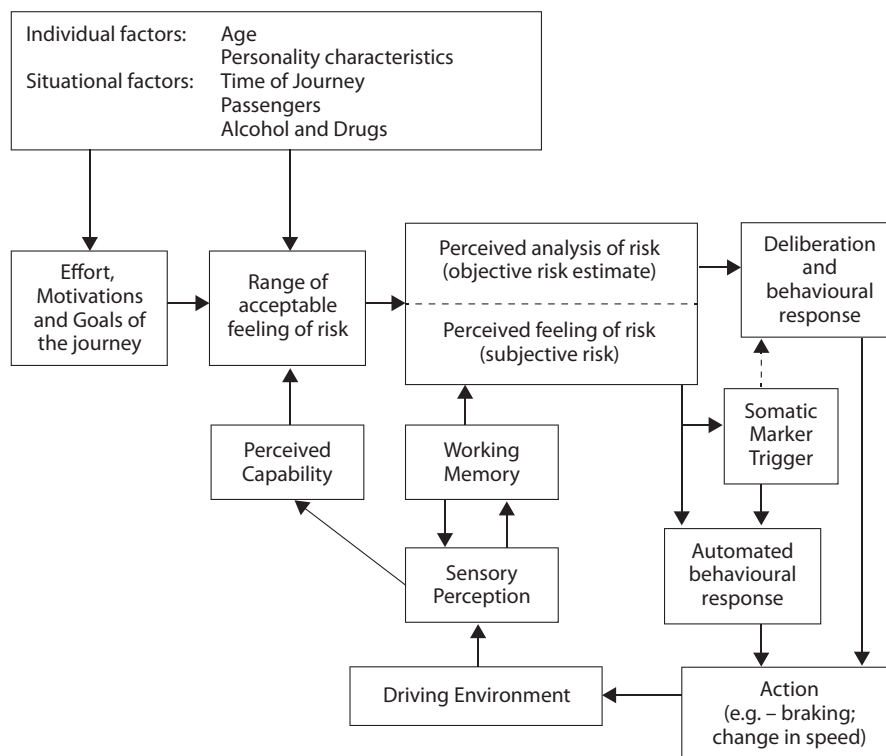 Individual factors: Age
Personality characteristics
Situational factors: Time of Journey
Passengers
Alcohol and Drugs
Effort,
Motivations
and Goals of
the journey
Range of
acceptable
feeling of risk
Perceived analysis of risk
(objective risk estimate)
Perceived feeling of risk
(subjective risk)
Deliberation
and
behavioural
response
Perceived
Capability
Working
Memory
Somatic
Marker
Trigger
Sensory
Perception
Automated
behavioural
response
Driving Environment
Action
(e.g. – braking;
change in speed)